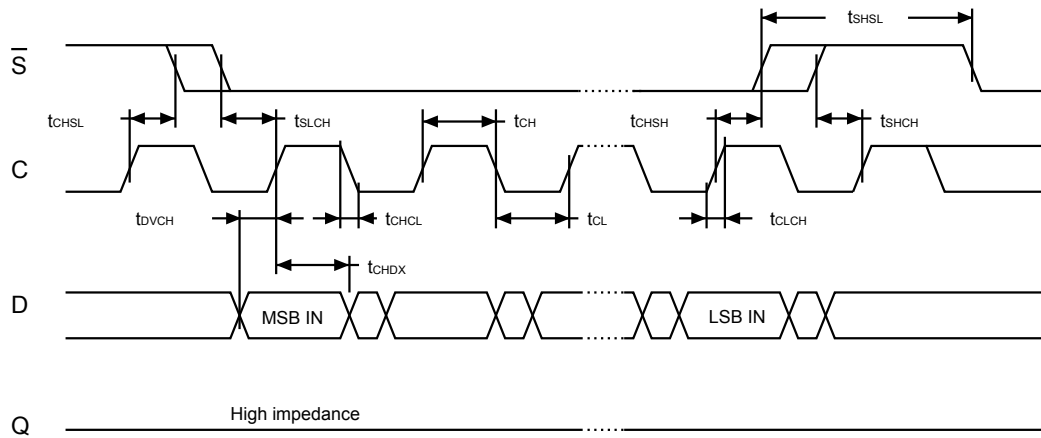 tSHSL
S
tCHSL
tSLCH
tCH
tCHSH
tSHCH
C
tDVCH
tCHCL
tCL
tCLCH
tCHDX
D
MSB IN
LSB IN
High impedance
Q